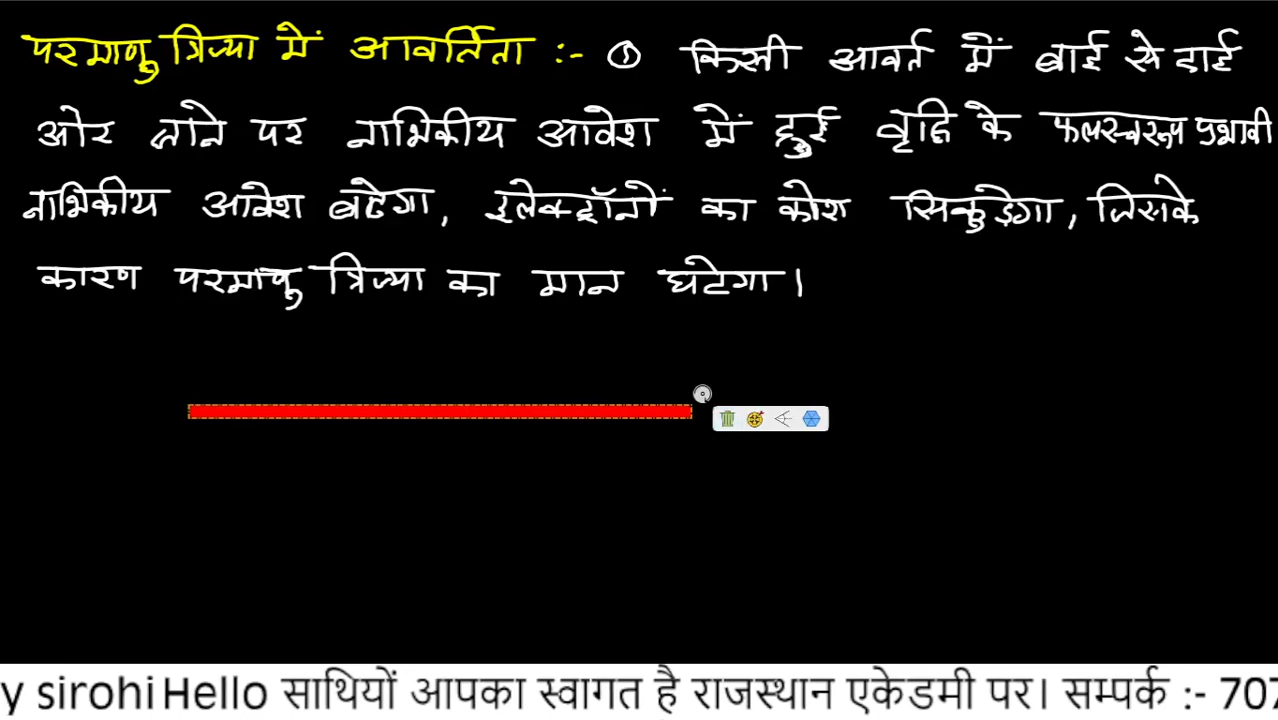 परमाणु त्रिज्या में आवर्तिता :- ① किसी आवर्त में बाई से दाई
ओर जाने पर नाभिकीय आवेश में हुई वृद्धि के फलस्वरूप प्रभावी
नाभिकीय आवेश बढेगा, इलेक्ट्रॉनों का कोश सिकुड़ेगा, जिसके
कारण परमाणु त्रिज्या का मान घटेगा।
y sirohi Hello साथियों आपका स्वागत है राजस्थान एकेडमी पर। सम्पर्क :- 707